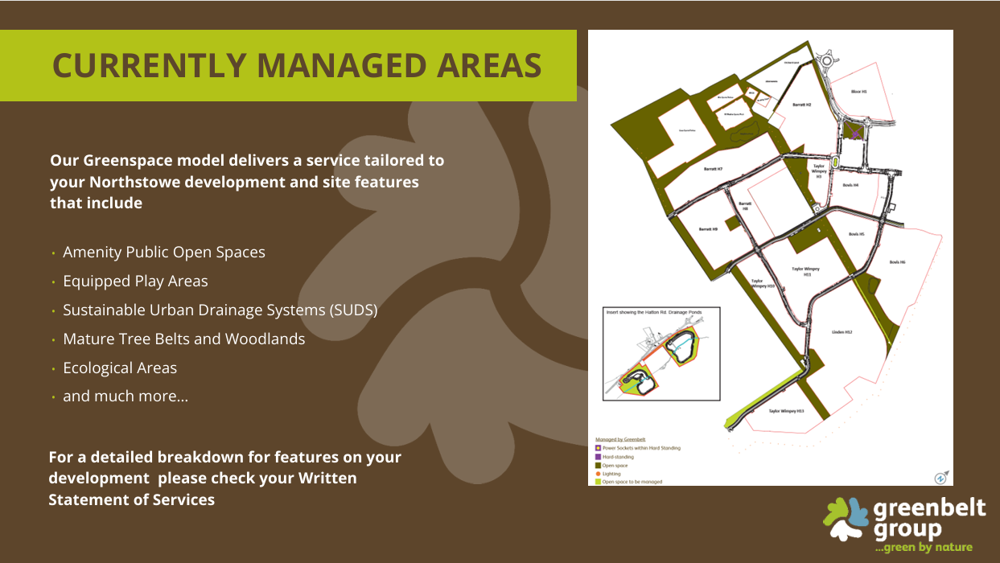 CURRENTLY MANAGED AREAS
Our Greenspace model delivers a service tailored to
your Northstowe development and site features
that include
• Amenity Public Open Spaces
• Equipped Play Areas
• Sustainable Urban Drainage Systems (SUDS)
• Mature Tree Belts and Woodlands
• Ecological Areas
• and much more...
For a detailed breakdown for features on your
development please check your Written
Statement of Services
Bloor H1
Barratt H2
Barratt H7
Taylor
Wimpey
H3
Bovis H4
Barratt
H8
Barratt H9
Bovis H5
Bovis H6
Taylor Wimpey
H11
Taylor
Wimpey H10
Linden H12
Taylor Wimpey H13
Insert showing the Hatton Rd. Drainage Ponds
Managed by Greenbelt
Power Sockets within Hard Standing
Hard-standing
Open space
Lighting
Open space to be managed
greenbelt
group
...green by nature